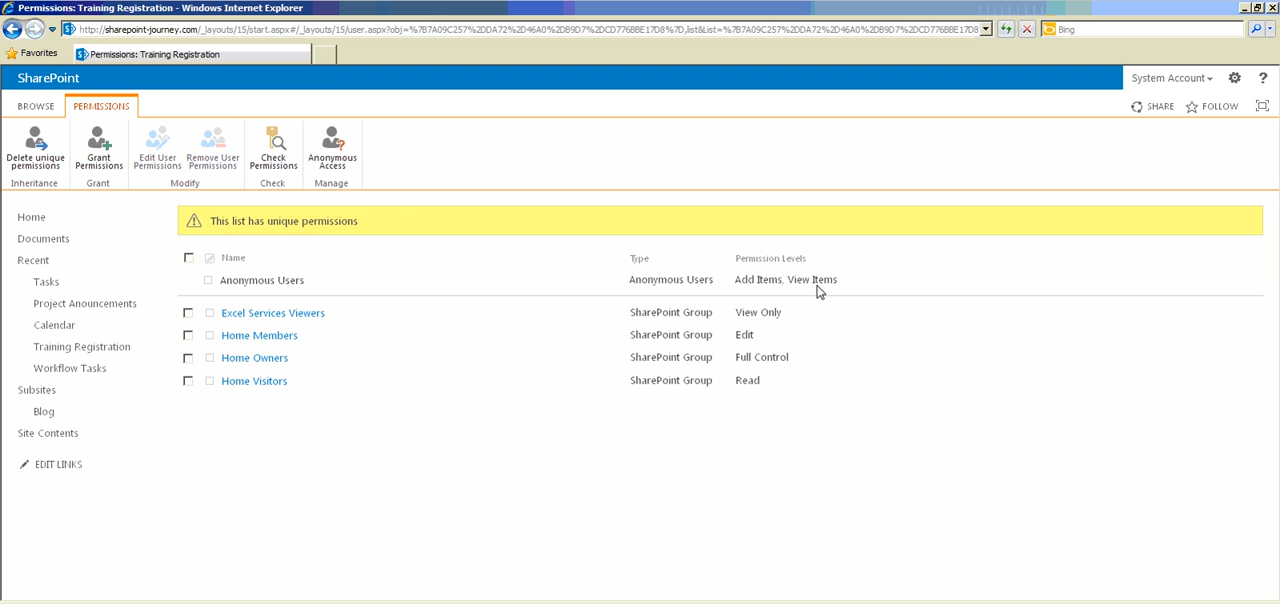 Permissions: Training Registration - Windows Internet Explorer
http://sharepoint-journey.com/_layouts/15/start.aspx#/_layouts/15/user.aspx?obj=%7B7A09C257%2DDA72%2D46A0%2DB9D7%2DCD776BBE17D8%7D,list&List=%7B7A09C257%2DDA72%2D46A0%2DB9D7%2DCD776BBE17D8
Bing
Favorites
Permissions: Training Registration
SharePoint
System Account
?
BROWSE
PERMISSIONS
SHARE
FOLLOW
Delete unique
permissions
Grant
Permissions
Edit User
Permissions
Remove User
Permissions
Check
Permissions
Anonymous
Access
Inheritance
Grant
Modify
Check
Manage
Home
Documents
Recent
Tasks
Project Anouncements
Calendar
Training Registration
Workflow Tasks
Subsites
Blog
Site Contents
EDIT LINKS
This list has unique permissions
Name Type Permission Levels
Anonymous Users Anonymous Users Add Items, View Items
Excel Services Viewers SharePoint Group View Only
Home Members SharePoint Group Edit
Home Owners SharePoint Group Full Control
Home Visitors SharePoint Group Read